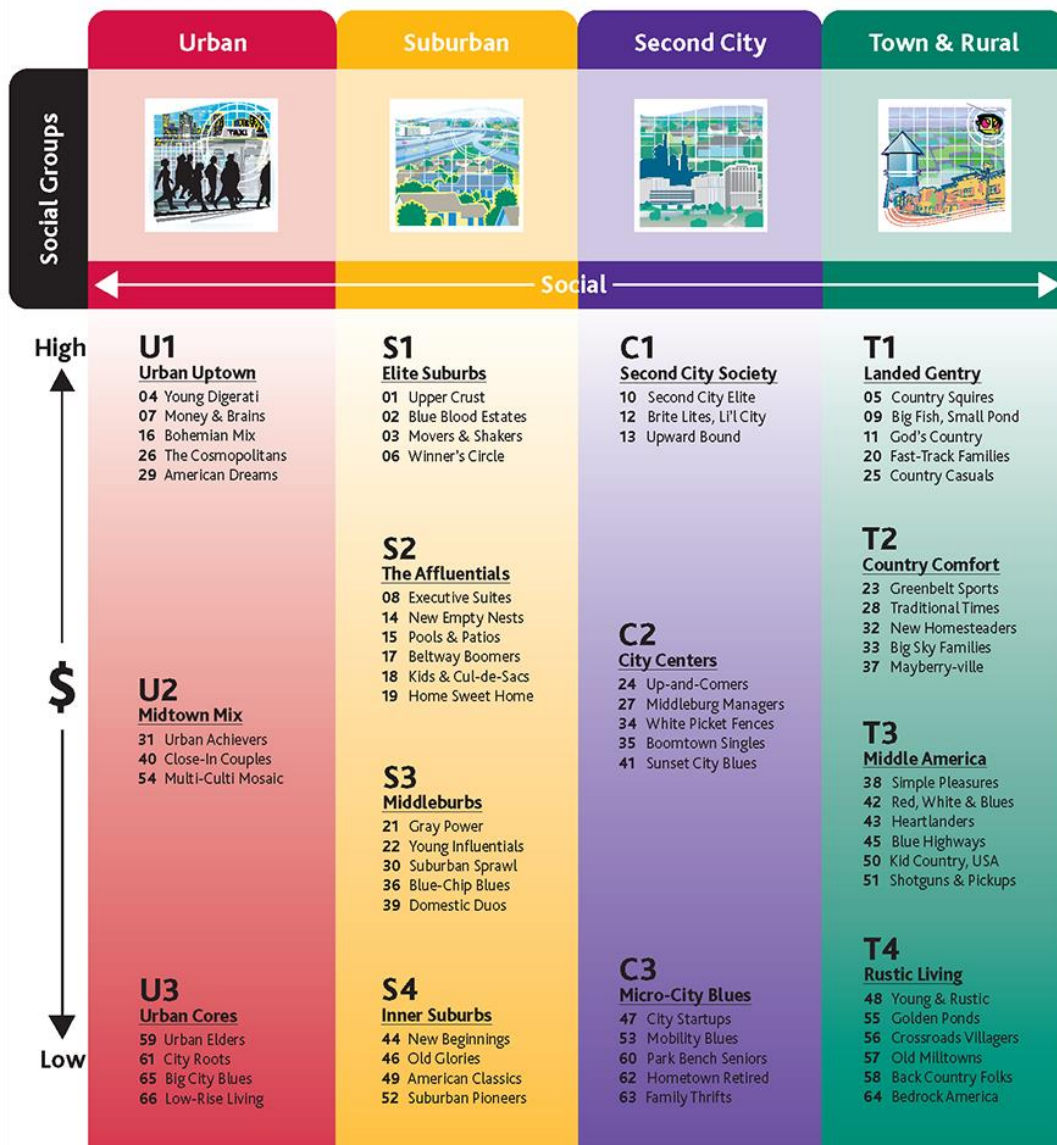 Urban
Suburban
Second City
Town & Rural
Social Groups
TAXI
Social
High
$
Low
U1
Urban Uptown
04 Young Digerati
07 Money & Brains
16 Bohemian Mix
26 The Cosmopolitans
29 American Dreams
U2
Midtown Mix
31 Urban Achievers
40 Close-In Couples
54 Multi-Culti Mosaic
U3
Urban Cores
59 Urban Elders
61 City Roots
65 Big City Blues
66 Low-Rise Living
S1
Elite Suburbs
01 Upper Crust
02 Blue Blood Estates
03 Movers & Shakers
06 Winner's Circle
S2
The Affluentials
08 Executive Suites
14 New Empty Nests
15 Pools & Patios
17 Beltway Boomers
18 Kids & Cul-de-Sacs
19 Home Sweet Home
S3
Middleburbs
21 Gray Power
22 Young Influentials
30 Suburban Sprawl
36 Blue-Chip Blues
39 Domestic Duos
S4
Inner Suburbs
44 New Beginnings
46 Old Glories
49 American Classics
52 Suburban Pioneers
C1
Second City Society
10 Second City Elite
12 Brite Lites, Li'l City
13 Upward Bound
C2
City Centers
24 Up-and-Comers
27 Middleburg Managers
34 White Picket Fences
35 Boomtown Singles
41 Sunset City Blues
C3
Micro-City Blues
47 City Startups
53 Mobility Blues
60 Park Bench Seniors
62 Hometown Retired
63 Family Thrifts
T1
Landed Gentry
05 Country Squires
09 Big Fish, Small Pond
11 God's Country
20 Fast-Track Families
25 Country Casuals
T2
Country Comfort
23 Greenbelt Sports
28 Traditional Times
32 New Homesteaders
33 Big Sky Families
37 Mayberry-ville
T3
Middle America
38 Simple Pleasures
42 Red, White & Blues
43 Heartlanders
45 Blue Highways
50 Kid Country, USA
51 Shotguns & Pickups
T4
Rustic Living
48 Young & Rustic
55 Golden Ponds
56 Crossroads Villagers
57 Old Milltowns
58 Back Country Folks
64 Bedrock America